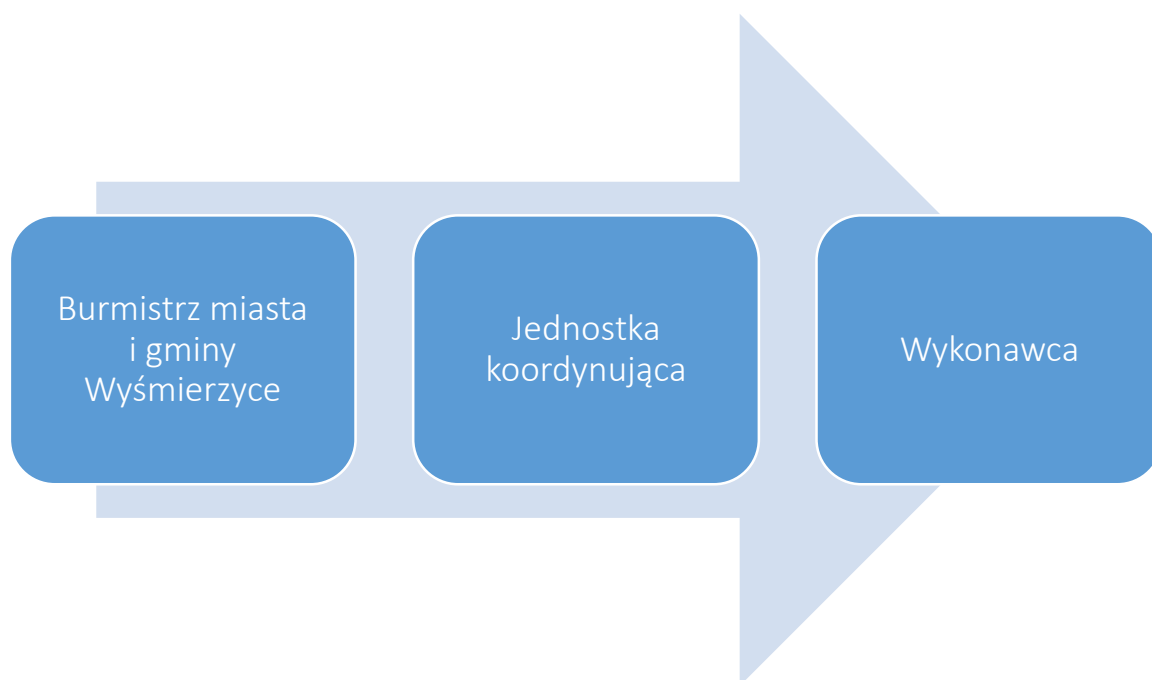 Burmistrz miasta
i gminy
Wyśmierzyce
Jednostka
koordynująca
Wykonawca